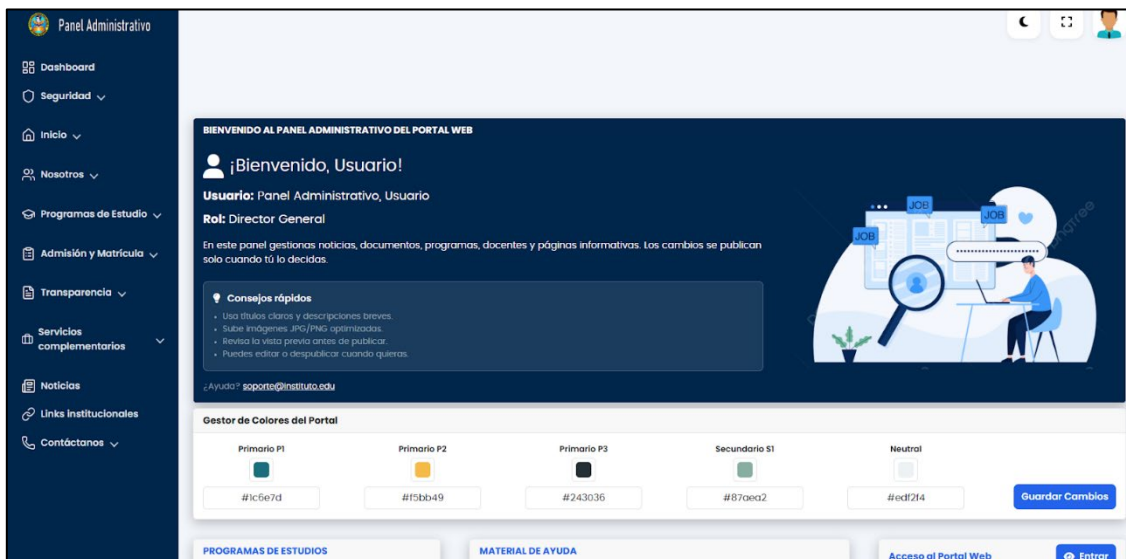 Panel Administrativo
Dashboard
Seguridad
Inicio
Nosotros
Programas de Estudio
Admisión y Matrícula
Transparencia
Servicios
complementarios
Noticias
Links institucionales
Contáctanos
BIENVENIDO AL PANEL ADMINISTRATIVO DEL PORTAL WEB
¡Bienvenido, Usuario!
Usuario: Panel Administrativo, Usuario
Rol: Director General
En este panel gestionas noticias, documentos, programas, docentes y páginas informativas. Los cambios se publican
solo cuando tú lo decidas.
Consejos rápidos
• Usa títulos claros y descripciones breves.
• Sube imágenes JPG/PNG optimizadas.
• Revisa la vista previa antes de publicar.
• Puedes editar o despublicar cuando quieras.
¿Ayuda? soporte@instituto.edu
JOB
JOB
JOB
pngtree
Gestor de Colores del Portal
Primario P1
Primario P2
Primario P3
Secundario S1
Neutral
#1c6e7d
#f5bb49
#243036
#87aea2
#edf2f4
Guardar Cambios
PROGRAMAS DE ESTUDIOS
MATERIAL DE AYUDA
Acceso al Portal Web
Entrar